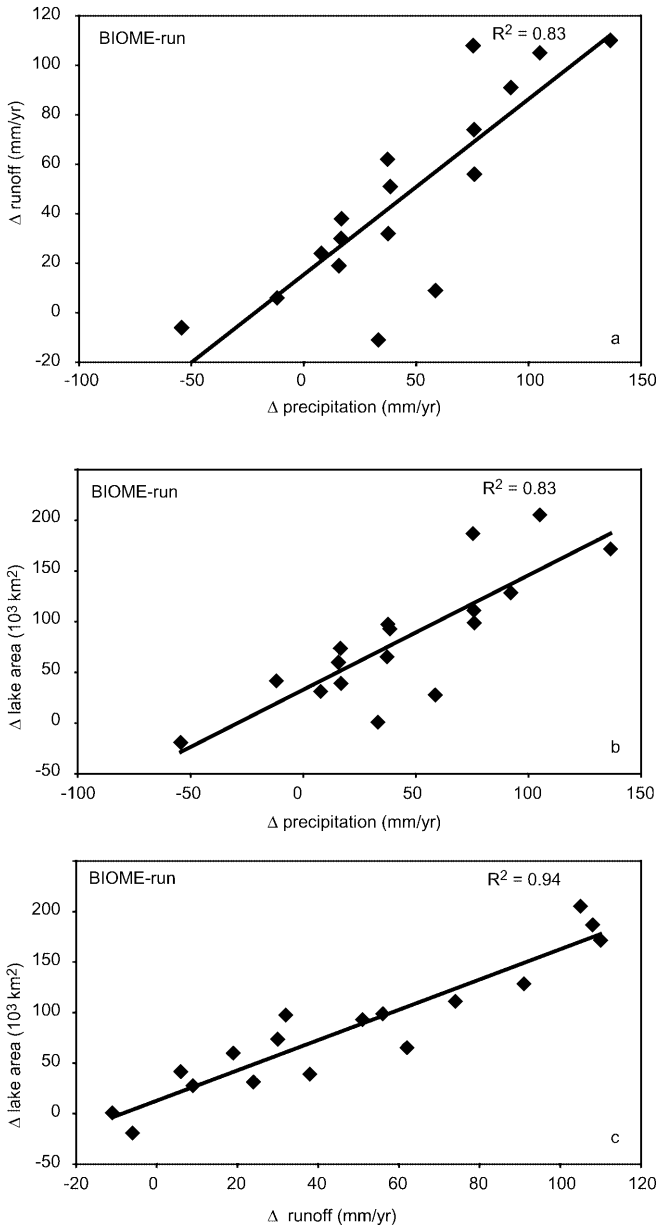 BIOME-run
R² = 0.83
120
100
80
60
40
20
0
-20
Δ runoff (mm/yr)
-100 -50 0 50 100 150
a
Δ precipitation (mm/yr)
BIOME-run
R² = 0.83
200
150
100
50
0
-50
Δ lake area (10³ km²)
-100 -50 0 50 100 150
b
Δ precipitation (mm/yr)
BIOME-run
R² = 0.94
200
150
100
50
0
-50
Δ lake area (10³ km²)
-20 0 20 40 60 80 100 120
c
Δ runoff (mm/yr)